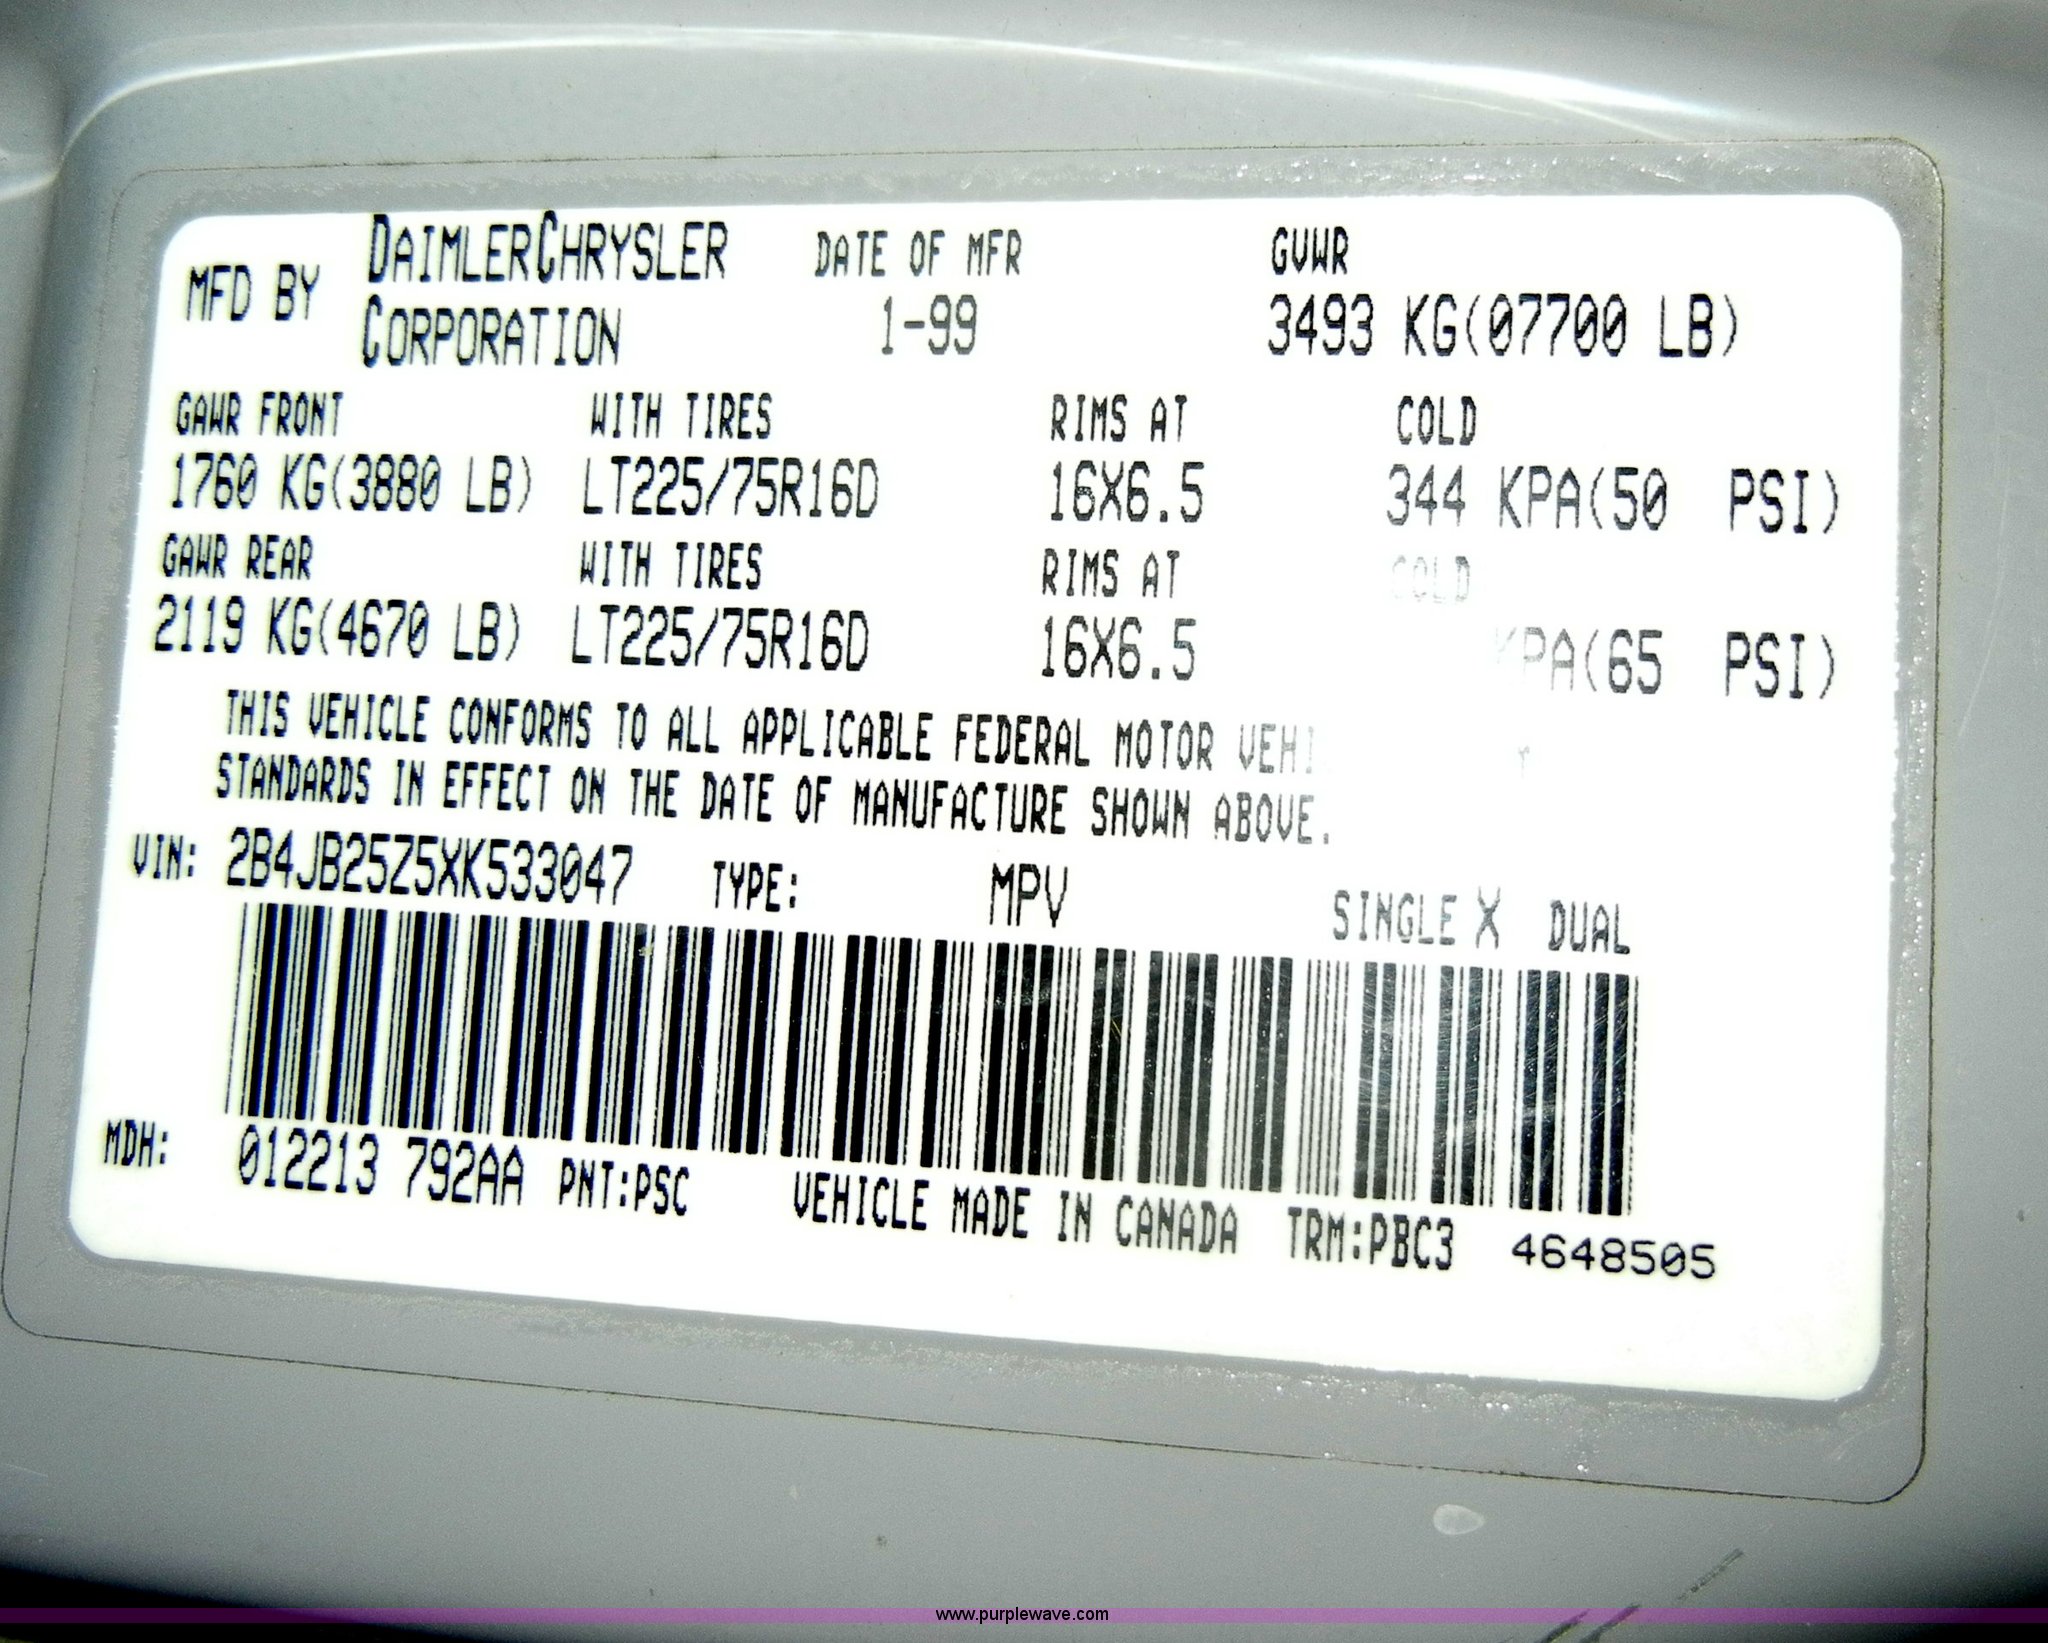 MFD BY DAIMLERCHRYSLER CORPORATION DATE OF MFR 1-99 GVWR 3493 KG(07700 LB)
GAWR FRONT WITH TIRES RIMS AT COLD
1760 KG(3880 LB) LT225/75R16D 16X6.5 344 KPA(50 PSI)
GAWR REAR WITH TIRES RIMS AT COLD
2119 KG(4670 LB) LT225/75R16D 16X6.5 KPA(65 PSI)
THIS VEHICLE CONFORMS TO ALL APPLICABLE FEDERAL MOTOR
STANDARDS IN EFFECT ON THE DATE OF MANUFACTURE SHOWN ABOVE.
VIN: 2B4JB25Z5XK533047 TYPE: MPV SINGLE X DUAL
MDH: 012213 792AA PNT:PSC VEHICLE MADE IN CANADA TRM:PBC3 4648505
www.purplewave.com